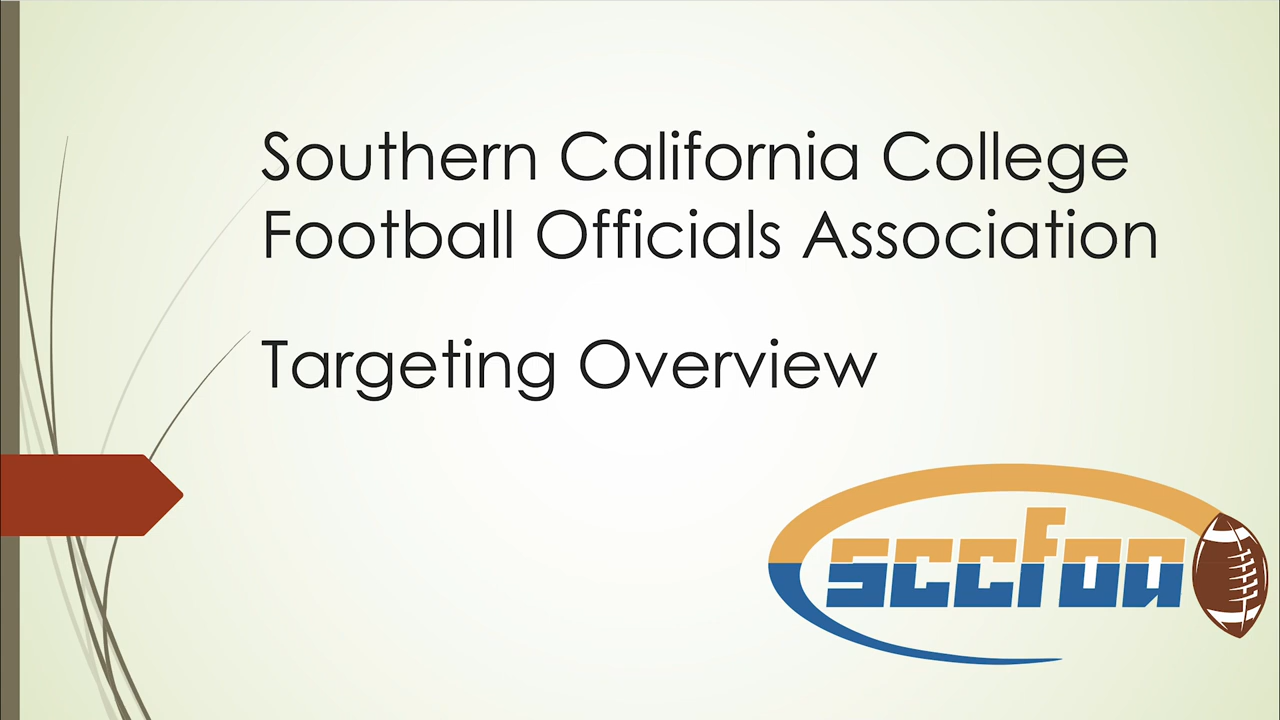 Southern California College
Football Officials Association
Targeting Overview
sccfoa